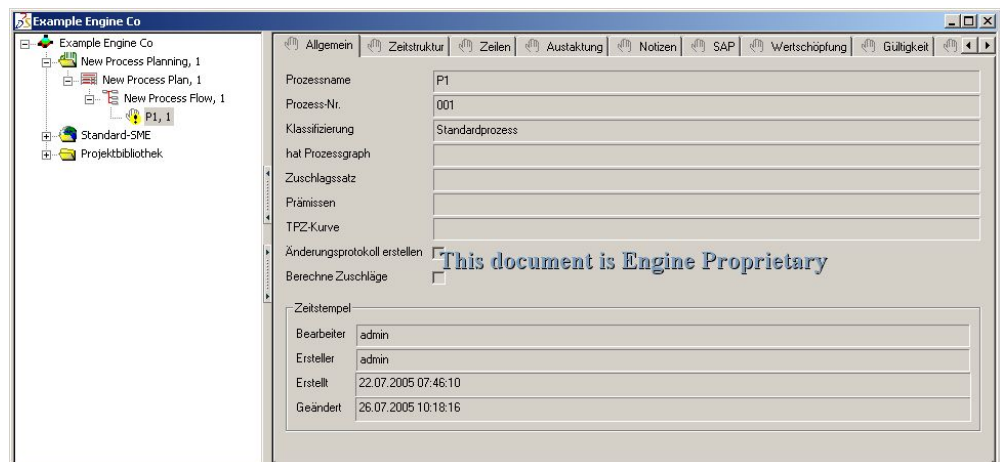 Example Engine Co
Example Engine Co
New Process Planning, 1
New Process Plan, 1
New Process Flow, 1
P1, 1
Standard-SME
Projektbibliothek
Allgemein Zeitstruktur Zeilen Austaktung Notizen SAP Wertschöpfung Gültigkeit
Prozessname P1
Prozess-Nr. 001
Klassifizierung Standardprozess
hat Prozessgraph
Zuschlagssatz
Prämissen
TPZ-Kurve
Änderungsprotokoll erstellen
This document is Engine Proprietary
Berechne Zuschläge
Zeitstempel
Bearbeiter admin
Ersteller admin
Erstellt 22.07.2005 07:46:10
Geändert 26.07.2005 10:18:16